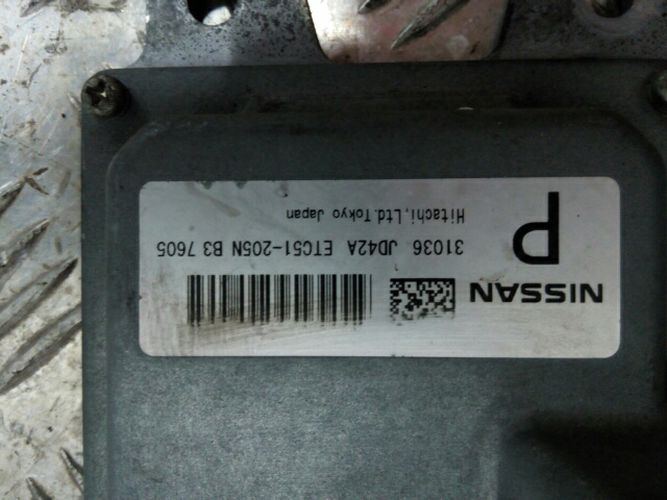 NISSAN
31036 JD42A ETC51-205N B3 7605
Hitachi,Ltd.Tokyo Japan
P